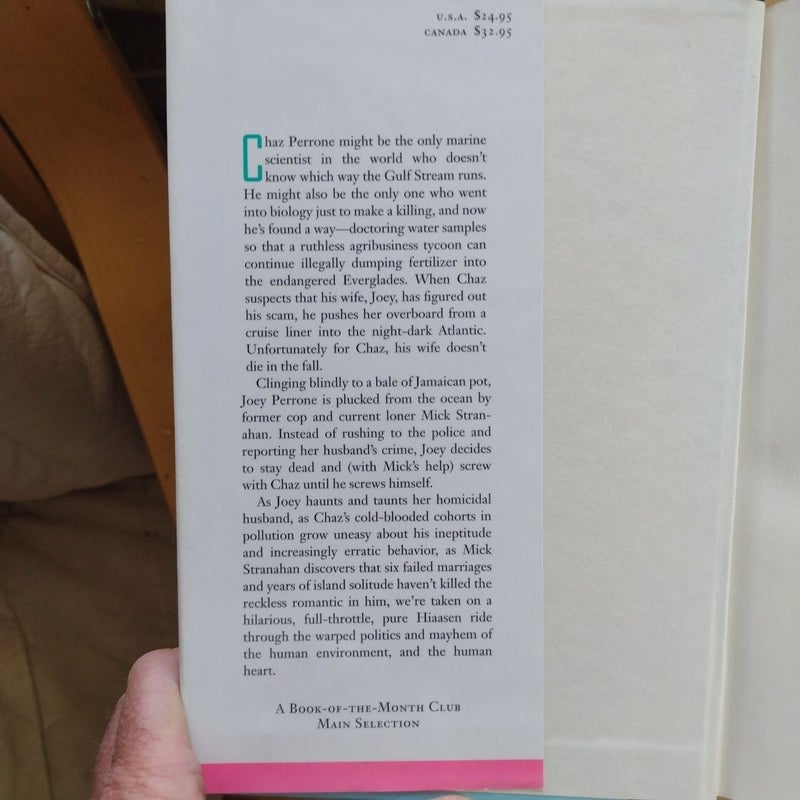 U.S.A. $24.95
CANADA $32.95
Chaz Perrone might be the only marine
scientist in the world who doesn't
know which way the Gulf Stream runs.
He might also be the only one who went
into biology just to make a killing, and now
he's found a way—doctoring water samples
so that a ruthless agribusiness tycoon can
continue illegally dumping fertilizer into
the endangered Everglades. When Chaz
suspects that his wife, Joey, has figured out
his scam, he pushes her overboard from a
cruise liner into the night-dark Atlantic.
Unfortunately for Chaz, his wife doesn't
die in the fall.
Clinging blindly to a bale of Jamaican pot,
Joey Perrone is plucked from the ocean by
former cop and current loner Mick Stran-
ahan. Instead of rushing to the police and
reporting her husband's crime, Joey decides
to stay dead and (with Mick's help) screw
with Chaz until he screws himself.
As Joey haunts and taunts her homicidal
husband, as Chaz's cold-blooded cohorts in
pollution grow uneasy about his ineptitude
and increasingly erratic behavior, as Mick
Stranahan discovers that six failed marriages
and years of island solitude haven't killed the
reckless romantic in him, we're taken on a
hilarious, full-throttle, pure Hiaasen ride
through the warped politics and mayhem of
the human environment, and the human
heart.
A BOOK-OF-THE-MONTH CLUB
MAIN SELECTION